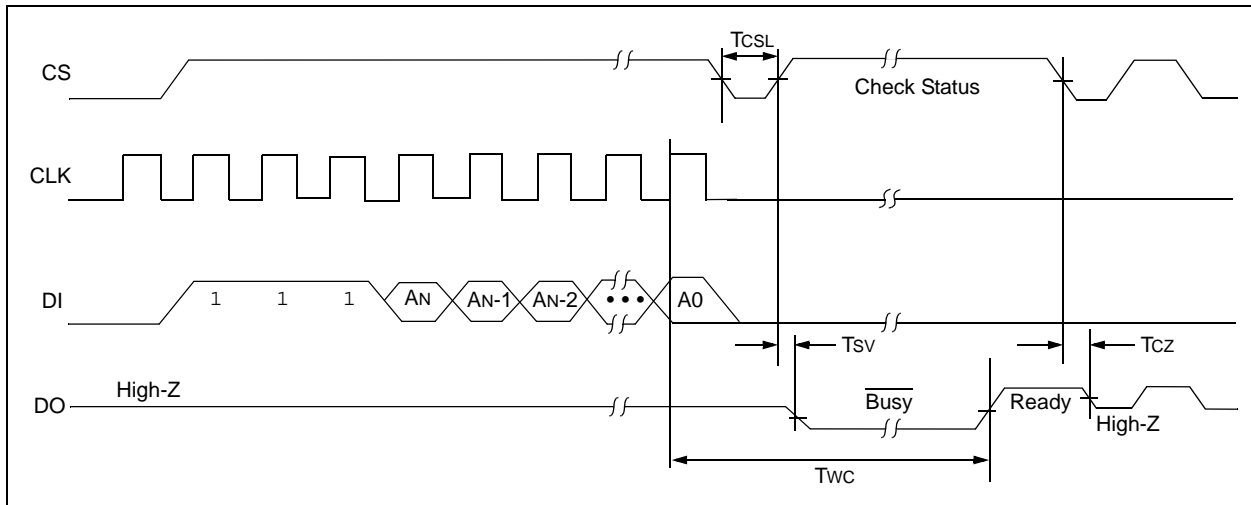 TCSL
CS
Check Status
CLK
DI 1 1 1 AN AN-1 AN-2 ••• A0
TSV TCZ
High-Z
DO Busy Ready
High-Z
TWC